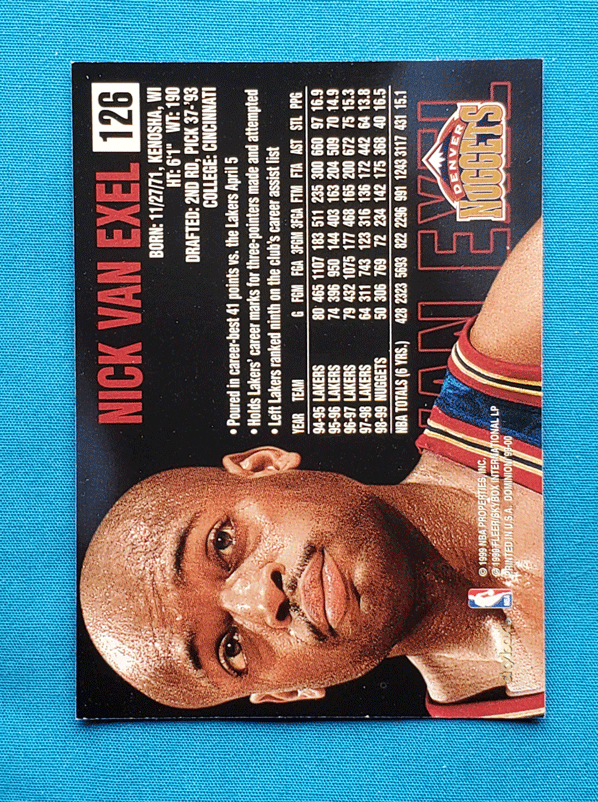 NICK VAN EXEL 126
BORN: 11/27/71, KENOSHA, WI
HT: 6'1" WT: 190
DRAFTED: 2ND RD, PICK 37-'93
COLLEGE: CINCINNATI
• Poured in career-best 41 points vs. the Lakers April 5
• Holds Lakers' career marks for three-pointers made and attempted
• Left Lakers ranked ninth on the club's career assist list
YEAR TEAM G FGM FGA 3FGM 3FGA FTM FTA AST STL PPG
94-95 LAKERS 80 465 1107 183 511 235 300 660 97 16.9
95-96 LAKERS 74 396 950 144 403 163 204 509 70 14.9
96-97 LAKERS 79 432 1075 177 468 165 200 672 75 15.3
97-98 LAKERS 64 311 743 123 316 136 172 442 64 13.8
98-99 NUGGETS 50 306 769 72 234 142 175 368 40 16.5
NBA TOTALS (6 YRS.) 428 2323 5693 822 2296 991 1243 3117 431 15.1
VAN EXEL
DENVER
NUGGETS
© 1999 NBA PROPERTIES, INC.
© 1999 FLEER/SKYBOX INTERNATIONAL LP
PRINTED IN U.S.A. DOMINION 99-00
NBA